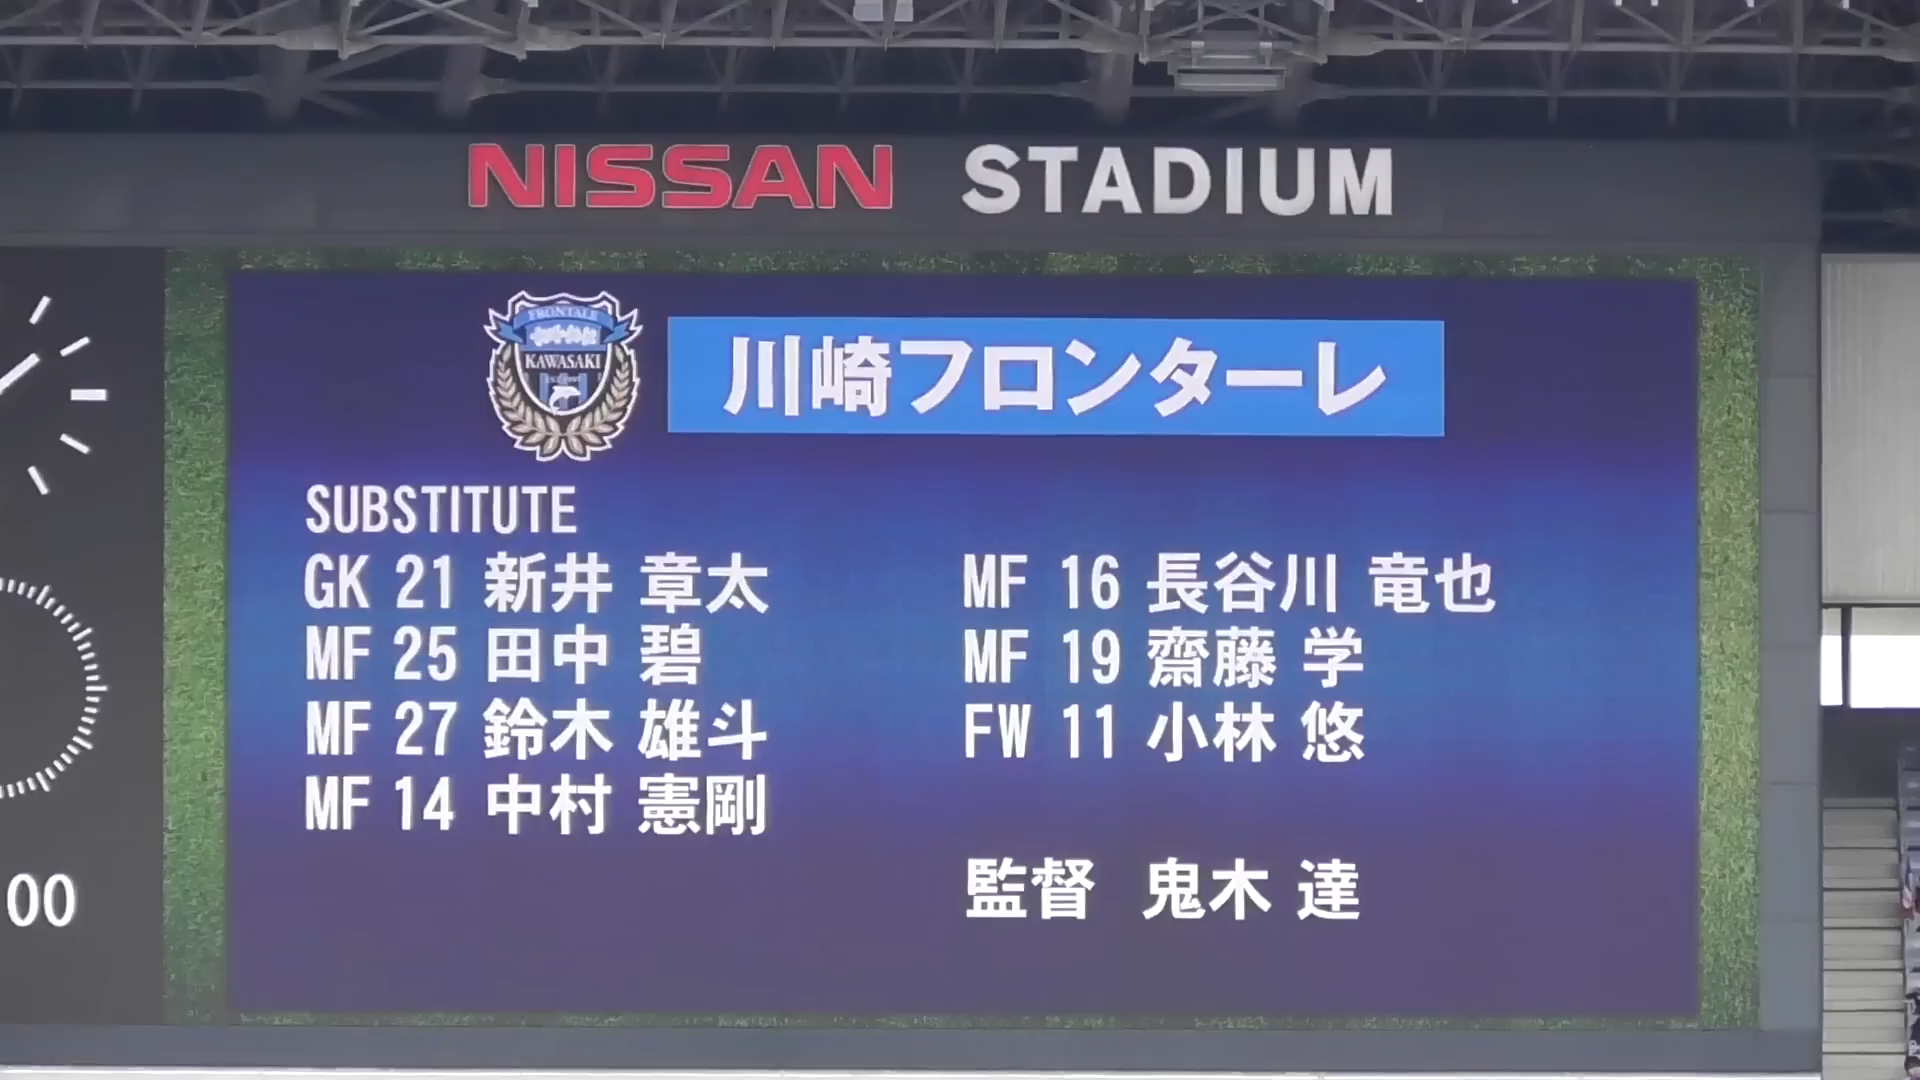 NISSAN STADIUM
FRONTALE
KAWASAKI
川崎フロンターレ
SUBSTITUTE
GK 21 新井 章太
MF 25 田中 碧
MF 27 鈴木 雄斗
MF 14 中村 憲剛
MF 16 長谷川 竜也
MF 19 齋藤 学
FW 11 小林 悠
監督 鬼木 達
00